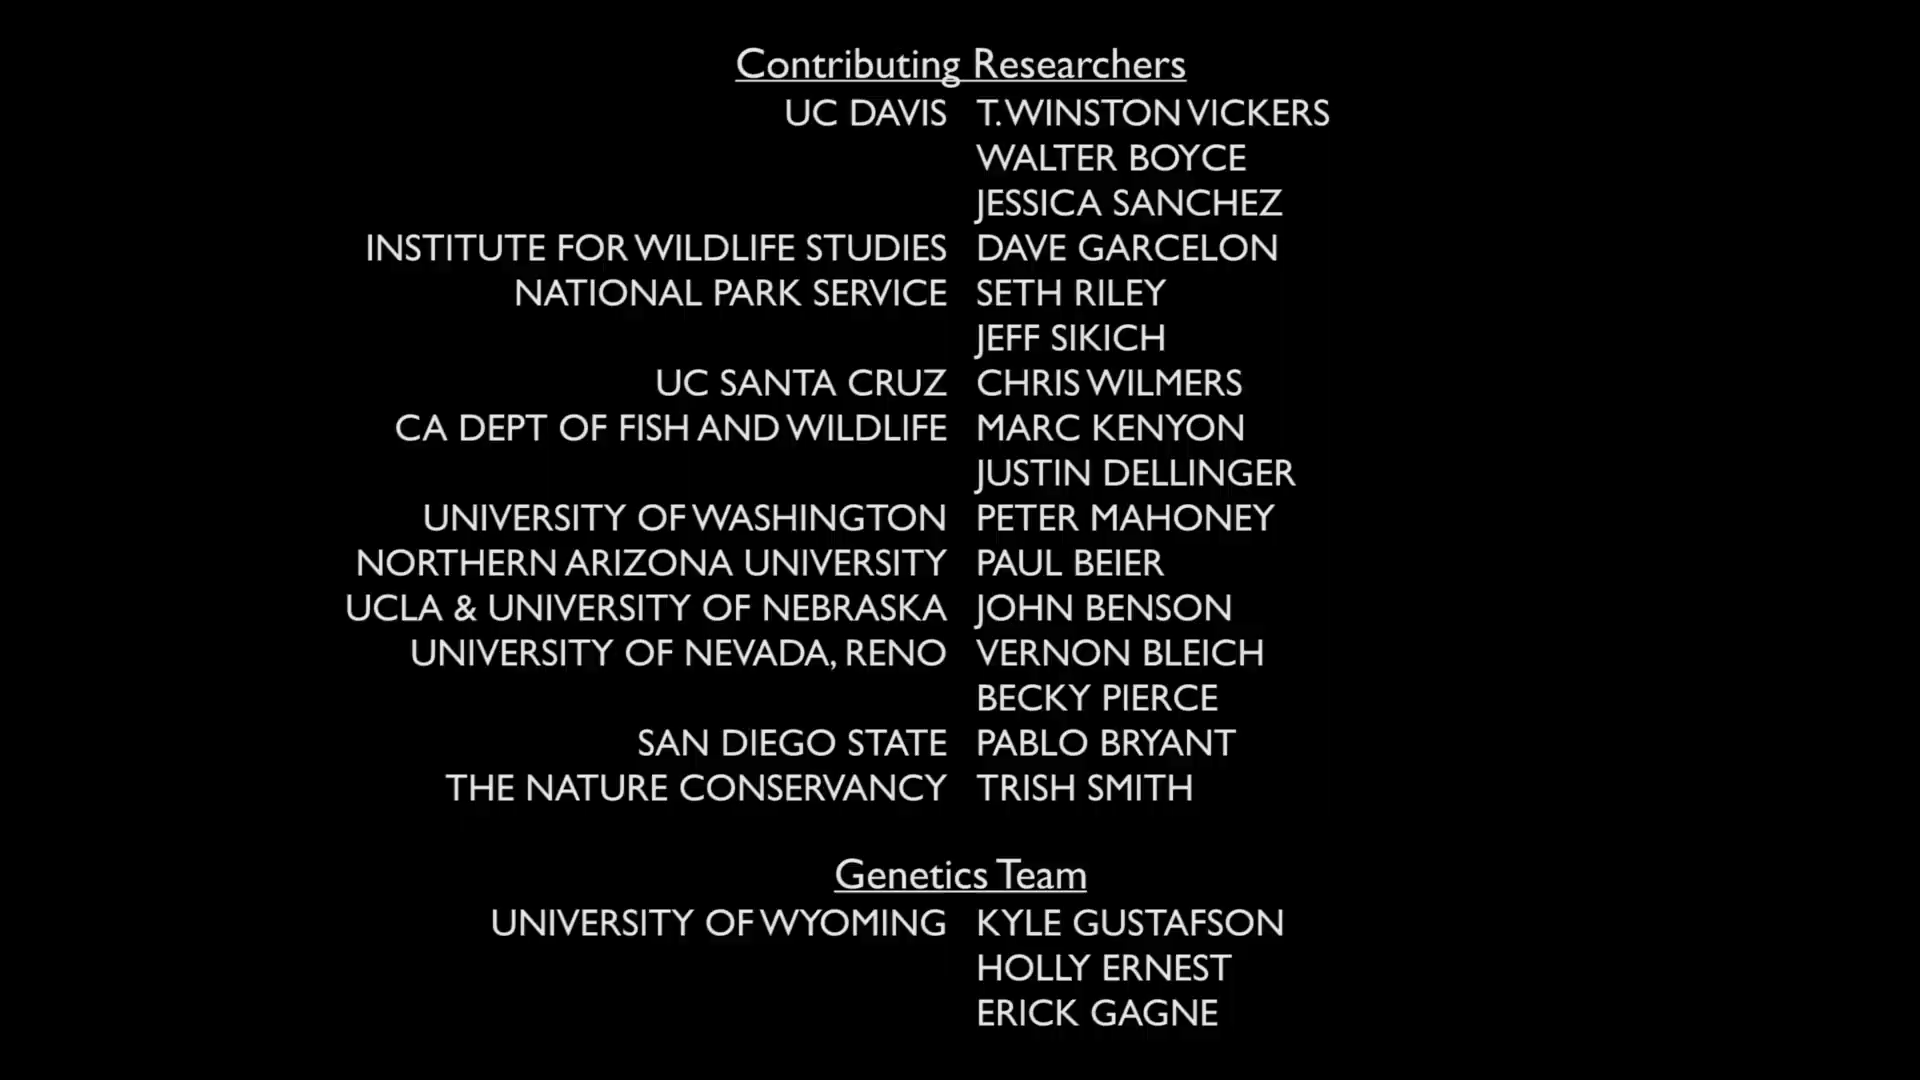 Contributing Researchers
UC DAVIS T. WINSTON VICKERS
WALTER BOYCE
JESSICA SANCHEZ
INSTITUTE FOR WILDLIFE STUDIES DAVE GARCELON
NATIONAL PARK SERVICE SETH RILEY
JEFF SIKICH
UC SANTA CRUZ CHRIS WILMERS
CA DEPT OF FISH AND WILDLIFE MARC KENYON
JUSTIN DELLINGER
UNIVERSITY OF WASHINGTON PETER MAHONEY
NORTHERN ARIZONA UNIVERSITY PAUL BEIER
UCLA & UNIVERSITY OF NEBRASKA JOHN BENSON
UNIVERSITY OF NEVADA, RENO VERNON BLEICH
BECKY PIERCE
SAN DIEGO STATE PABLO BRYANT
THE NATURE CONSERVANCY TRISH SMITH
Genetics Team
UNIVERSITY OF WYOMING KYLE GUSTAFSON
HOLLY ERNEST
ERICK GAGNE